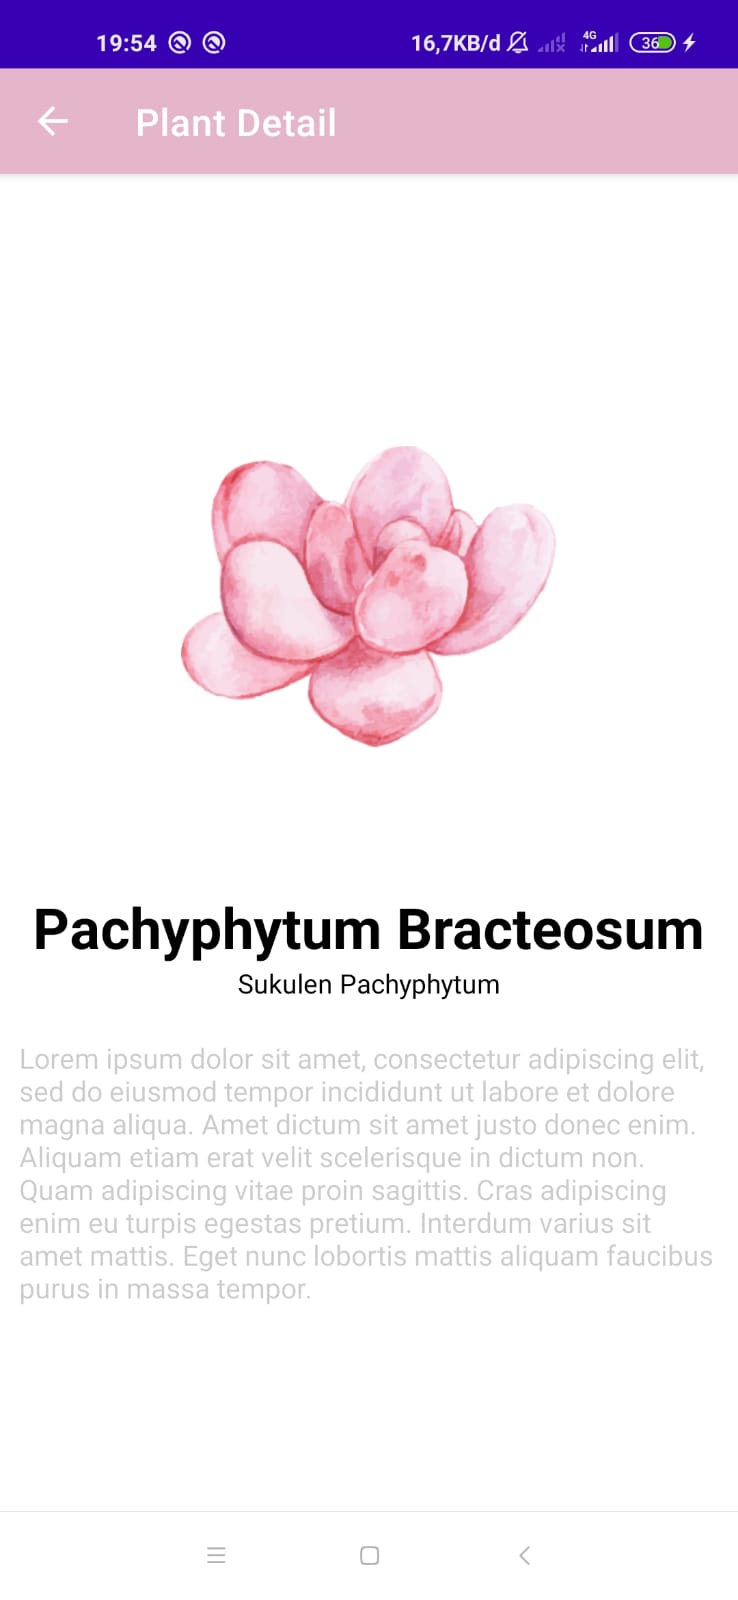 19:54 16,7KB/d 4G 36
Plant Detail
Pachyphytum Bracteosum
Sukulen Pachyphytum
Lorem ipsum dolor sit amet, consectetur adipiscing elit,
sed do eiusmod tempor incididunt ut labore et dolore
magna aliqua. Amet dictum sit amet justo donec enim.
Aliquam etiam erat velit scelerisque in dictum non.
Quam adipiscing vitae proin sagittis. Cras adipiscing
enim eu turpis egestas pretium. Interdum varius sit
amet mattis. Eget nunc lobortis mattis aliquam faucibus
purus in massa tempor.